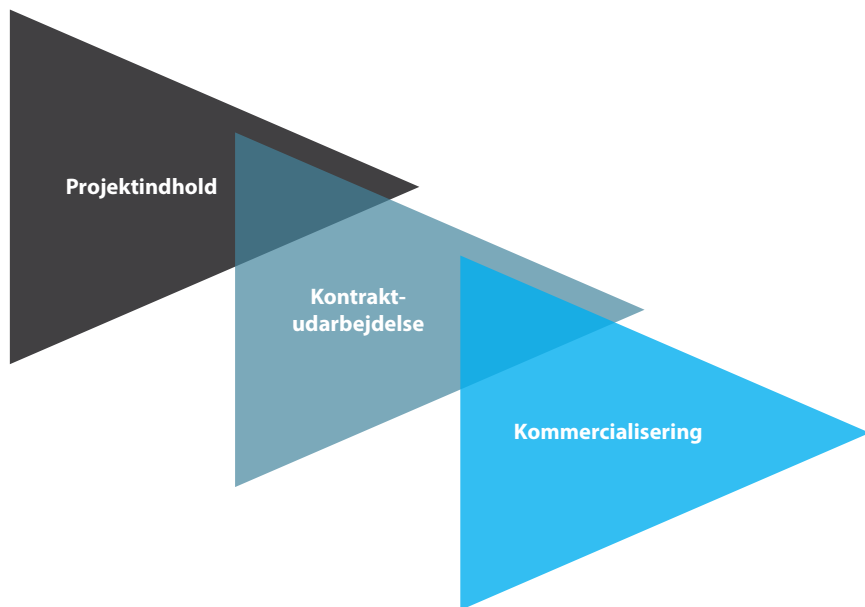 Projektindhold
Kontrakt-
udarbejdelse
Kommercialisering